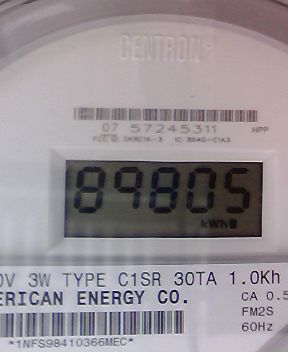 CENTRON®
07 57245311 HPP
89805
kWh
0V 3W TYPE C1SR 30TA 1.0Kh
ERICAN ENERGY CO.
CA 0.5
FM2S
60Hz
*1NFS98410366MEC*